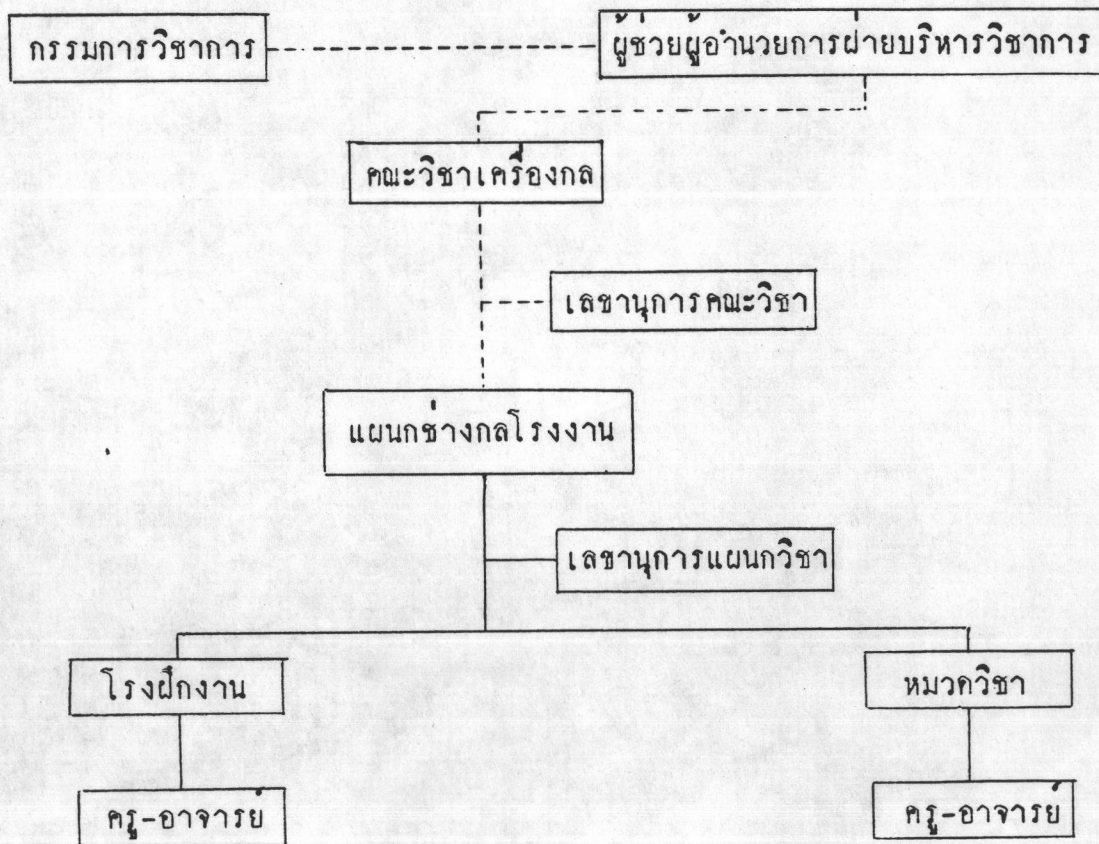 กรรมการวิชาการ
ผู้ช่วยผู้อำนวยการฝ่ายบริหารวิชาการ
คณะวิชาเครื่องกล
เลขานุการคณะวิชา
แผนกช่างกลโรงงาน
เลขานุการแผนกวิชา
โรงฝึกงาน
หมวดวิชา
ครู-อาจารย์
ครู-อาจารย์